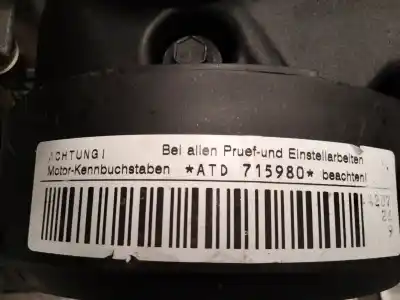 ACHTUNG! Bei allen Pruef-und Einstellarbeiten
Motor-Kennbuchstaben *ATD 715980* beachten!